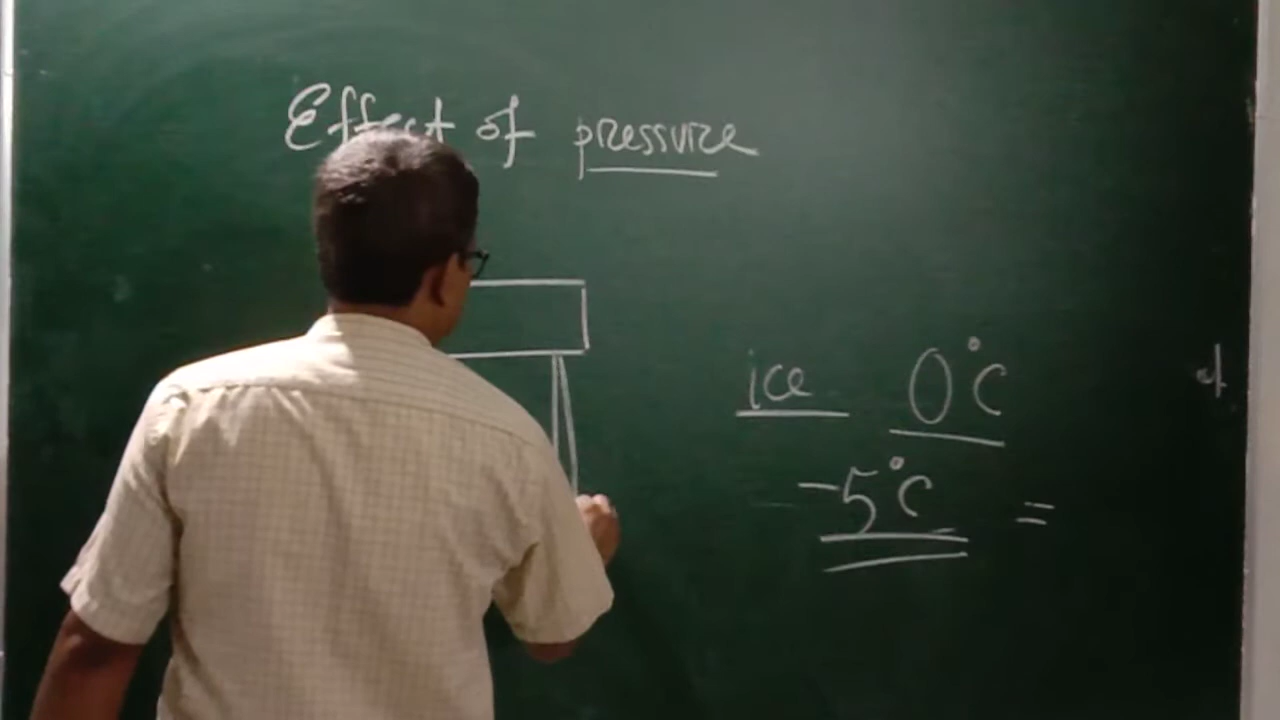 Effect of pressure
ice 0°C
-5°C =